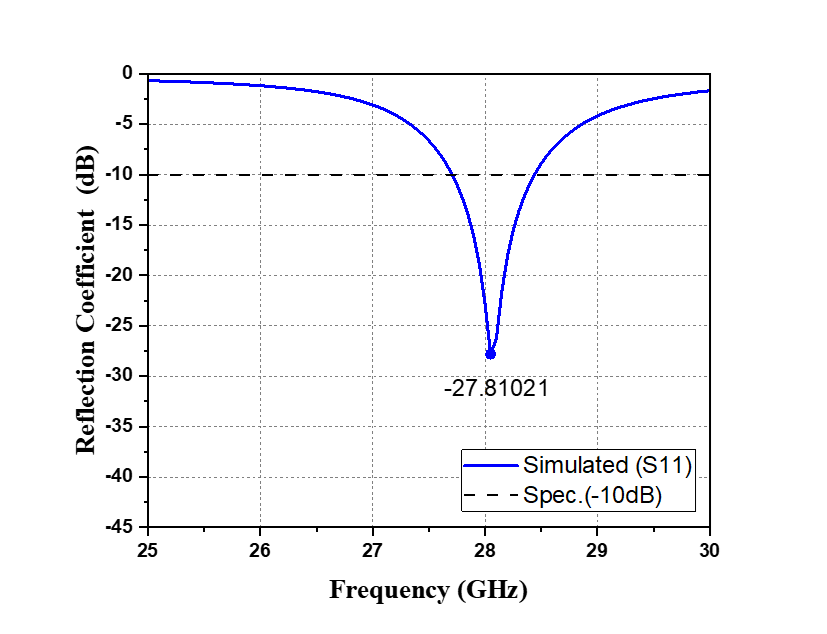 0
-5
-10
-15
-20
-25
-30
-35
-40
-45
Reflection Coefficient (dB)
-27.81021
Simulated (S11)
Spec.(-10dB)
25 26 27 28 29 30
Frequency (GHz)